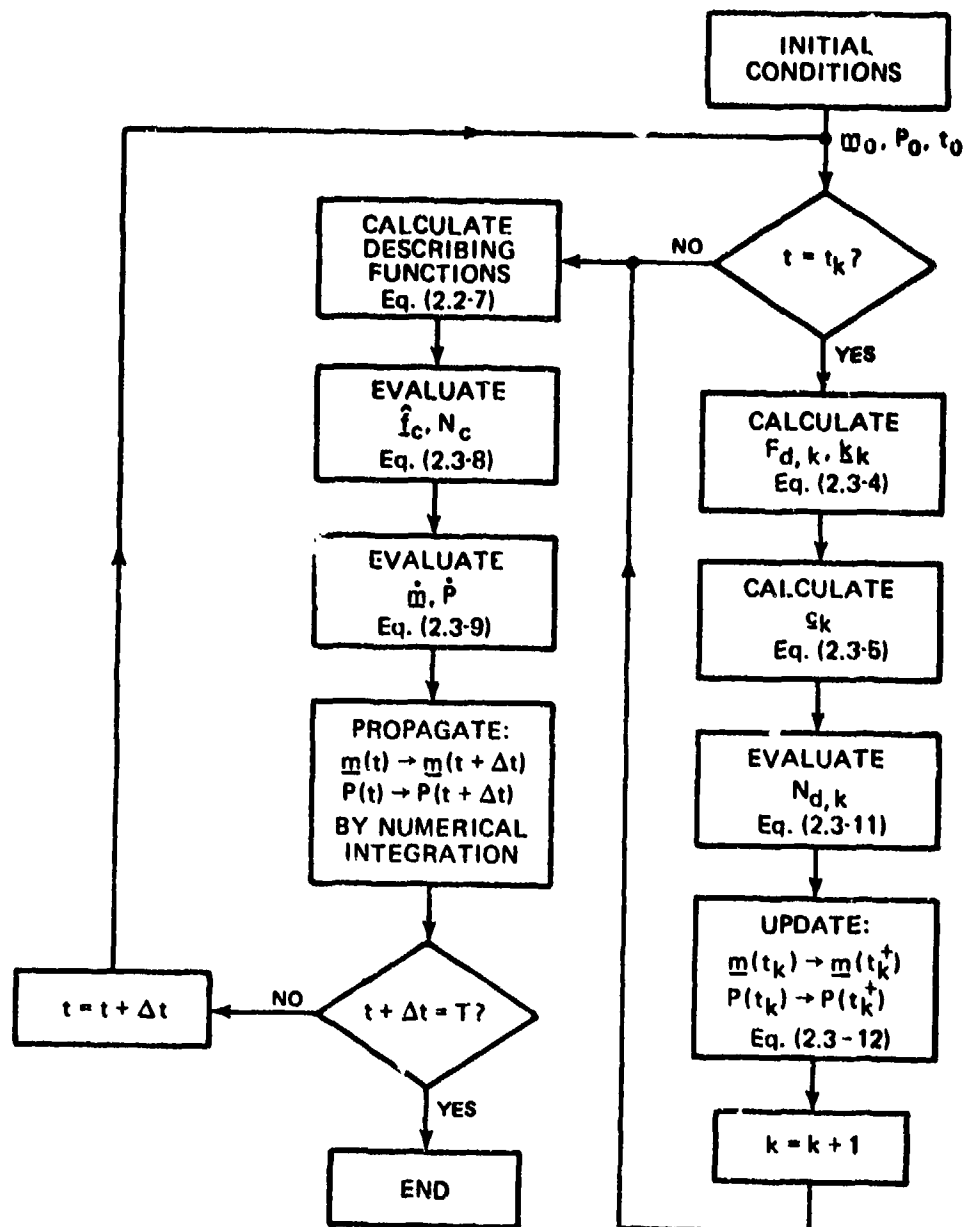 INITIAL
CONDITIONS
m̲0, P0, t0
t = tk?
NO
YES
CALCULATE
DESCRIBING
FUNCTIONS
Eq. (2.2-7)
EVALUATE
f̲̂c, Nc
Eq. (2.3-8)
EVALUATE
ṁ̲, Ṗ
Eq. (2.3-9)
PROPAGATE:
m̲(t) → m̲(t + Δt)
P(t) → P(t + Δt)
BY NUMERICAL
INTEGRATION
t + Δt = T?
NO
t = t + Δt
YES
END
CALCULATE
Fd, k, k̲k
Eq. (2.3-4)
CALCULATE
c̲k
Eq. (2.3-5)
EVALUATE
Nd, k
Eq. (2.3-11)
UPDATE:
m̲(tk) → m̲(tk+)
P(tk) → P(tk+)
Eq. (2.3-12)
k = k + 1